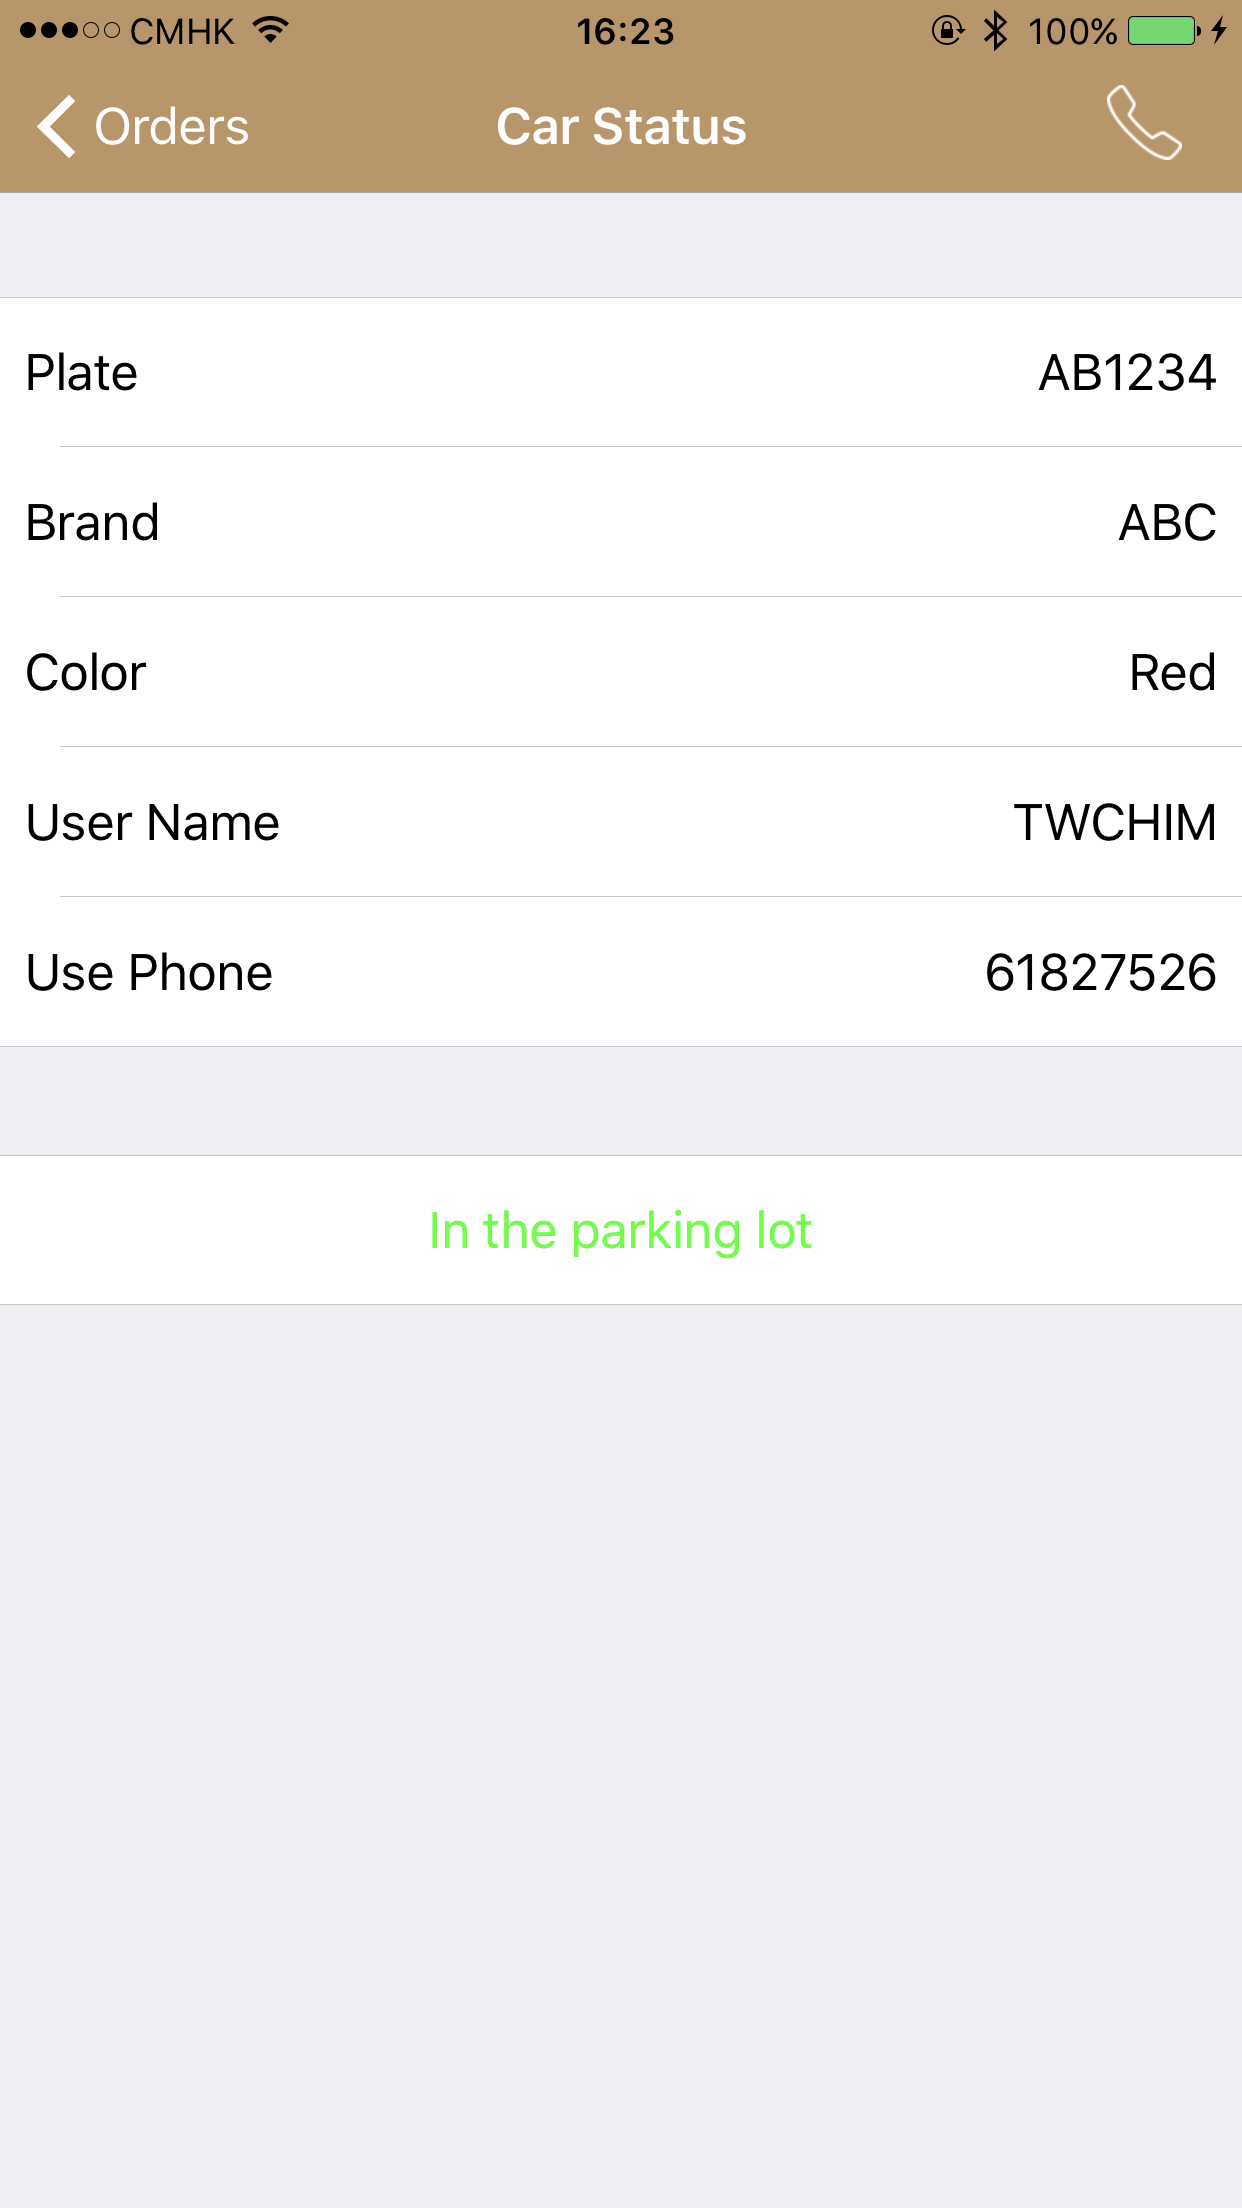 CMHK 16:23 100%
Orders Car Status
Plate AB1234
Brand ABC
Color Red
User Name TWCHIM
Use Phone 61827526
In the parking lot